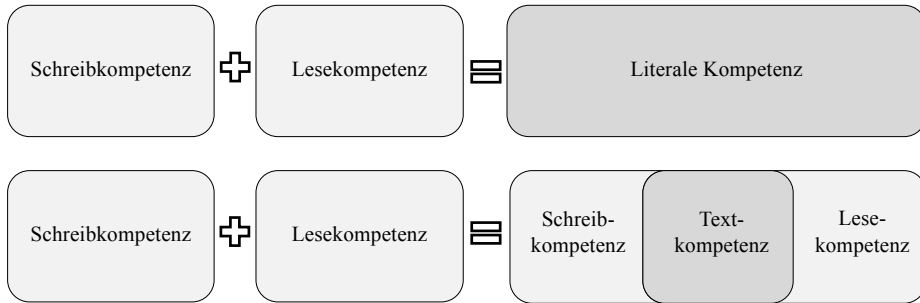 Schreibkompetenz
Lesekompetenz
Literale Kompetenz
Schreibkompetenz
Lesekompetenz
Schreib-
kompetenz
Text-
kompetenz
Lese-
kompetenz